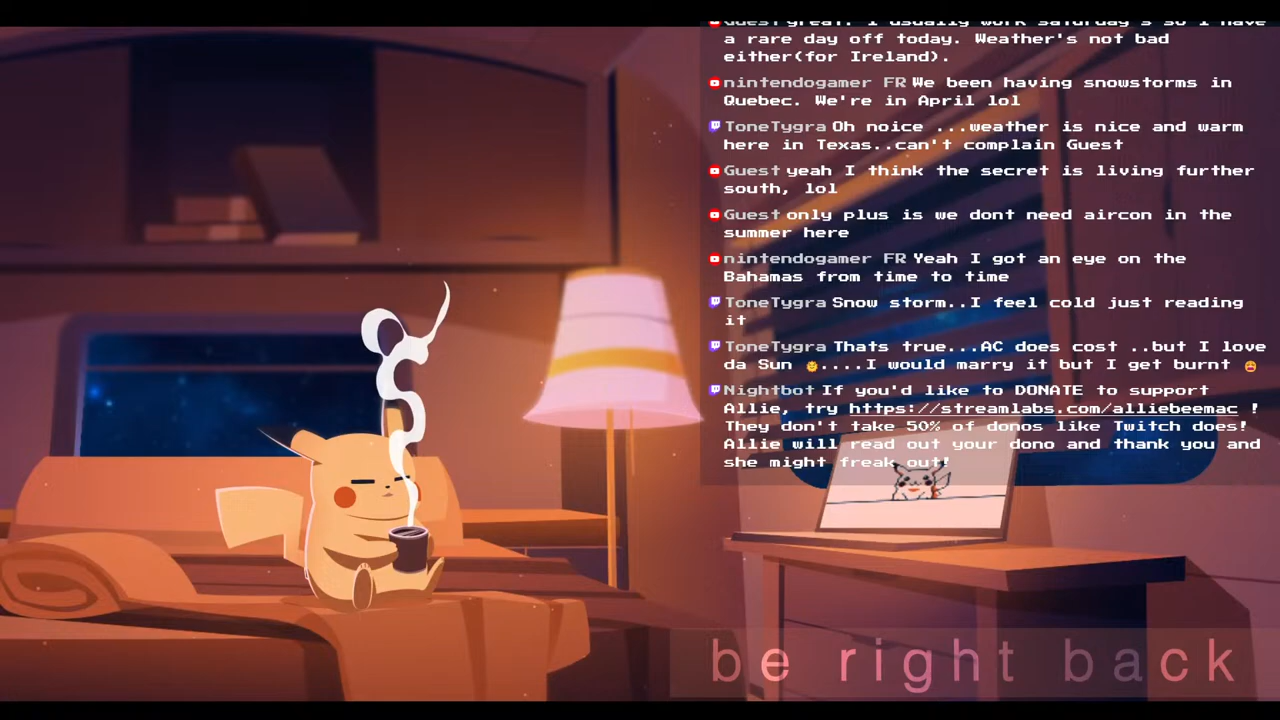 Guest great. I usually work saturday's so I have
a rare day off today. Weather's not bad
either(for Ireland).
nintendogamer FR We been having snowstorms in
Quebec. We're in April lol
ToneTygra Oh noice ...weather is nice and warm
here in Texas..can't complain Guest
Guest yeah I think the secret is living further
south, lol
Guest only plus is we dont need aircon in the
summer here
nintendogamer FR Yeah I got an eye on the
Bahamas from time to time
ToneTygra Snow storm..I feel cold just reading
it
ToneTygra Thats true...AC does cost ..but I love
da Sun 🌞....I would marry it but I get burnt 😩
Nightbot If you'd like to DONATE to support
Allie, try https://streamlabs.com/alliebeemac !
They don't take 50% of donos like Twitch does!
Allie will read out your dono and thank you and
she might freak out!
be right back